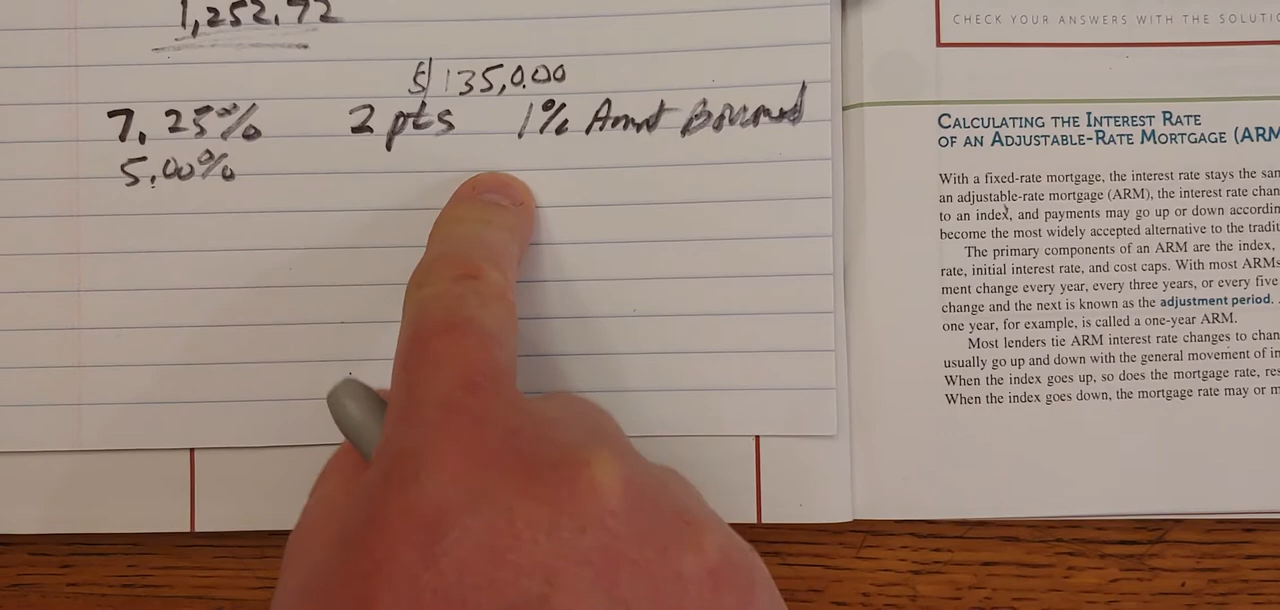 1,252.92
$135,0.00
7.25% 2 pts 1% Amnt Borrowed
5.00%
CHECK YOUR ANSWERS WITH THE SOLUTIO
CALCULATING THE INTEREST RATE
OF AN ADJUSTABLE-RATE MORTGAGE (ARM
With a fixed-rate mortgage, the interest rate stays the sam
an adjustable-rate mortgage (ARM), the interest rate chan
to an index, and payments may go up or down accordin
become the most widely accepted alternative to the tradit
The primary components of an ARM are the index,
rate, initial interest rate, and cost caps. With most ARMs
ment change every year, every three years, or every five
change and the next is known as the adjustment period.
one year, for example, is called a one-year ARM.
Most lenders tie ARM interest rate changes to chan
usually go up and down with the general movement of in
When the index goes up, so does the mortgage rate, res
When the index goes down, the mortgage rate may or m